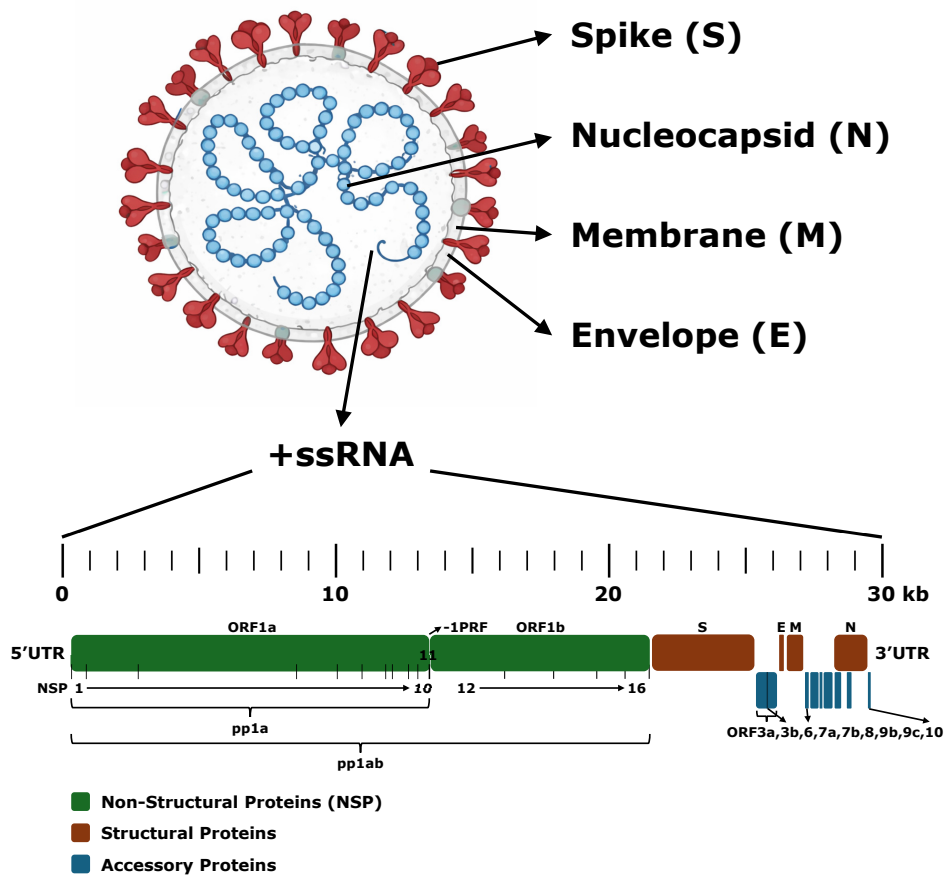 Spike (S)
Nucleocapsid (N)
Membrane (M)
Envelope (E)
+ssRNA
0 10 20 30 kb
ORF1a -1PRF ORF1b S E M N
5’UTR 11 3’UTR
NSP 1 10 12 16
ORF3a,3b,6,7a,7b,8,9b,9c,10
pp1a
pp1ab
Non-Structural Proteins (NSP)
Structural Proteins
Accessory Proteins